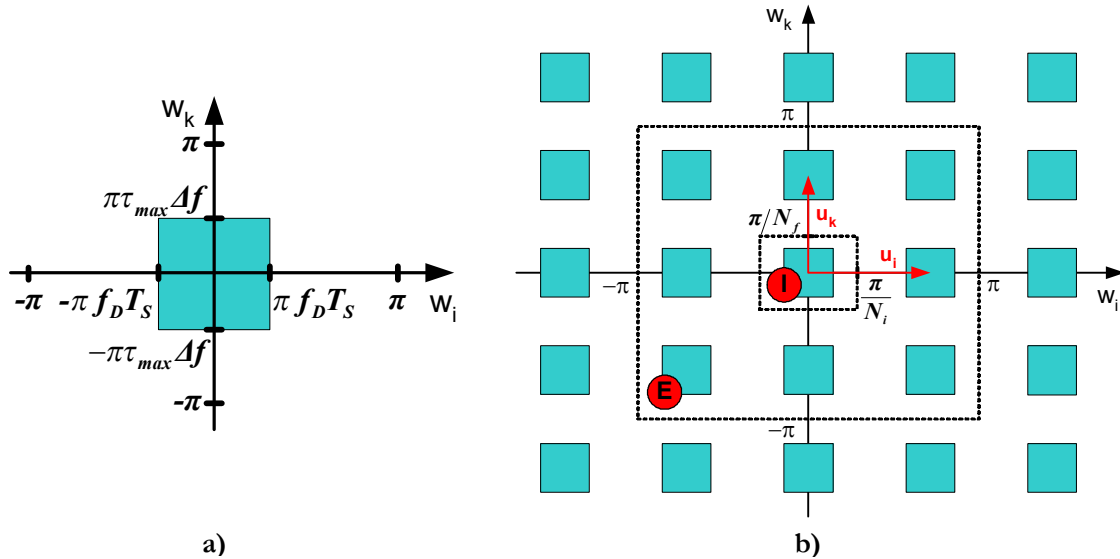 w_k
π
πτ_max Δf
-π
-π f_D T_S
π f_D T_S
π
w_i
-πτ_max Δf
-π
a)
w_k
π
π/N_f
u_k
u_i
−π
I
π/N_i
π
w_i
E
−π
b)